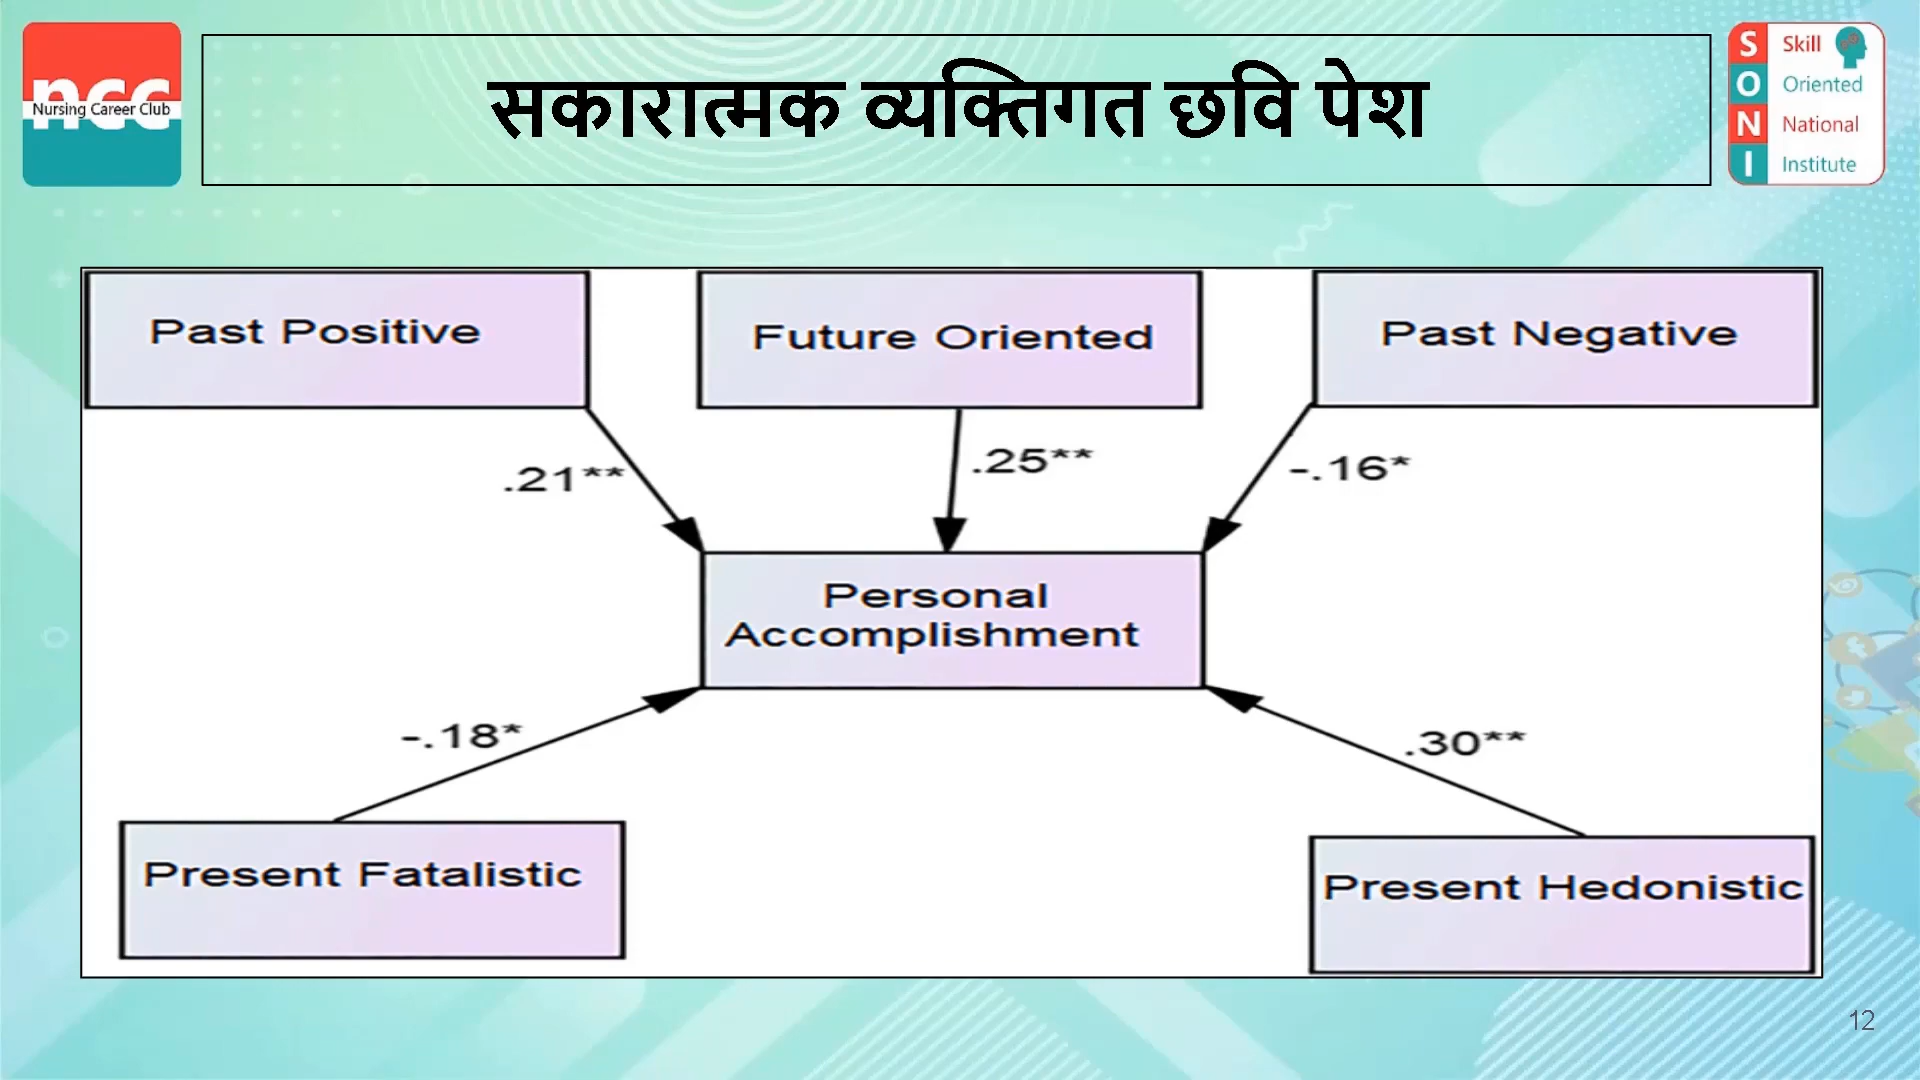 ncc
Nursing Career Club
सकारात्मक व्यक्तिगत छवि पेश
S Skill
O Oriented
N National
I Institute
Past Positive
Future Oriented
Past Negative
.21**
.25**
-.16*
Personal
Accomplishment
-.18*
.30**
Present Fatalistic
Present Hedonistic
12